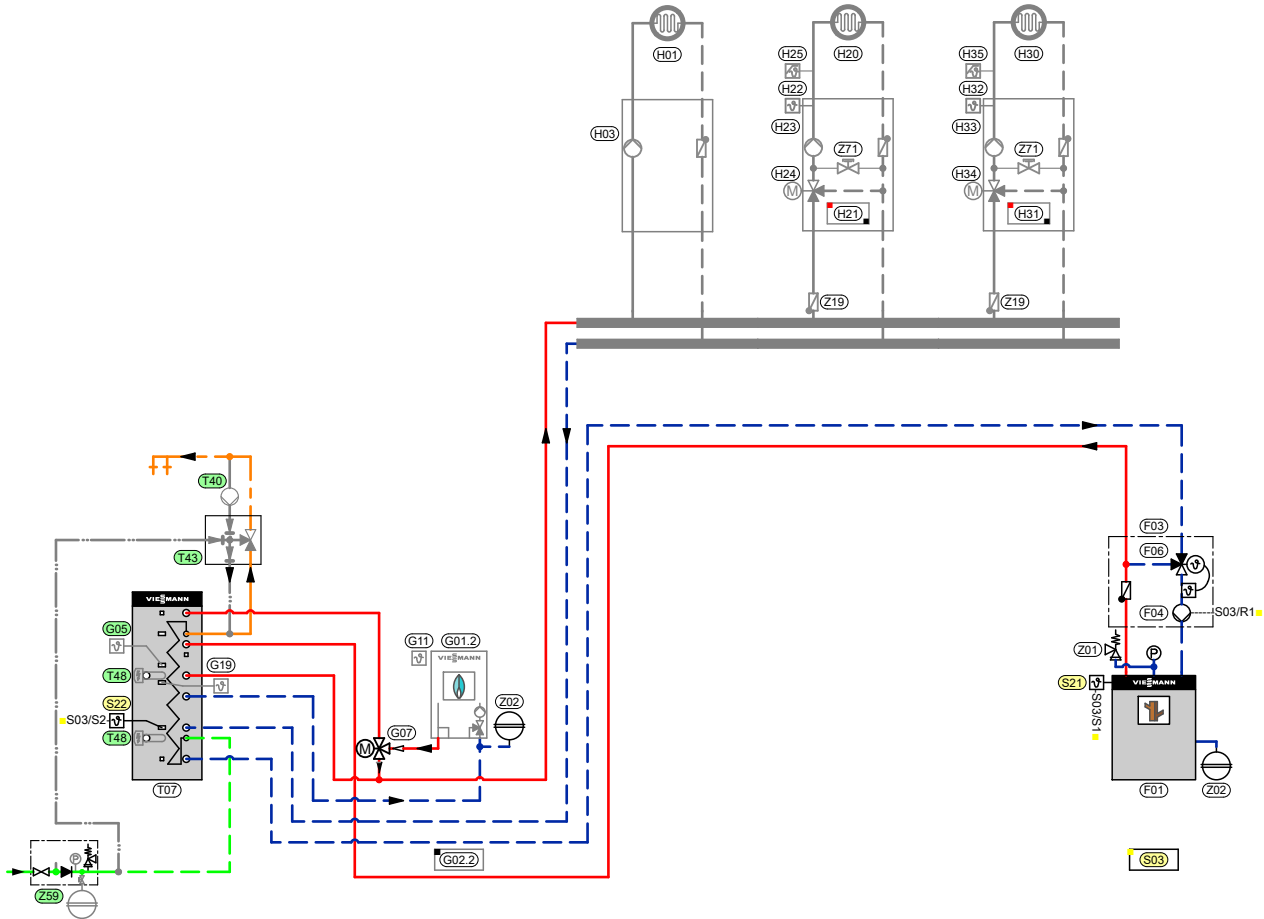 H01
H20
H30
H25
H35
H22
H32
H03
H23
H33
Z71
Z71
H24
M
H34
M
H21
H31
Z19
Z19
T40
T43
F03
F06
F04
S03/R1
VIESMANN
G05
G19
T48
S22
S03/S2
T48
T07
G11
G01.2
VIESMANN
Z02
G07
M
Z01
P
S21
VIESMANN
S03/S1
F01
Z02
G02.2
S03
P
Z59